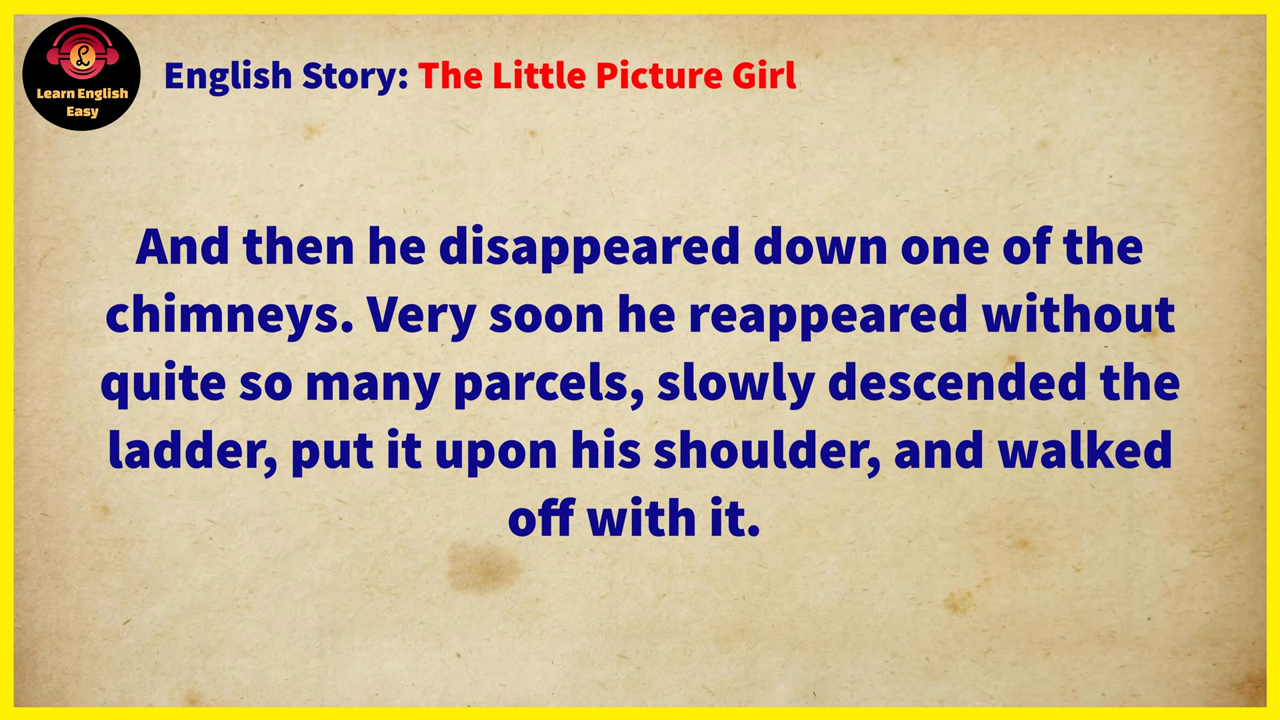 Learn English
Easy
English Story: The Little Picture Girl
And then he disappeared down one of the
chimneys. Very soon he reappeared without
quite so many parcels, slowly descended the
ladder, put it upon his shoulder, and walked
off with it.